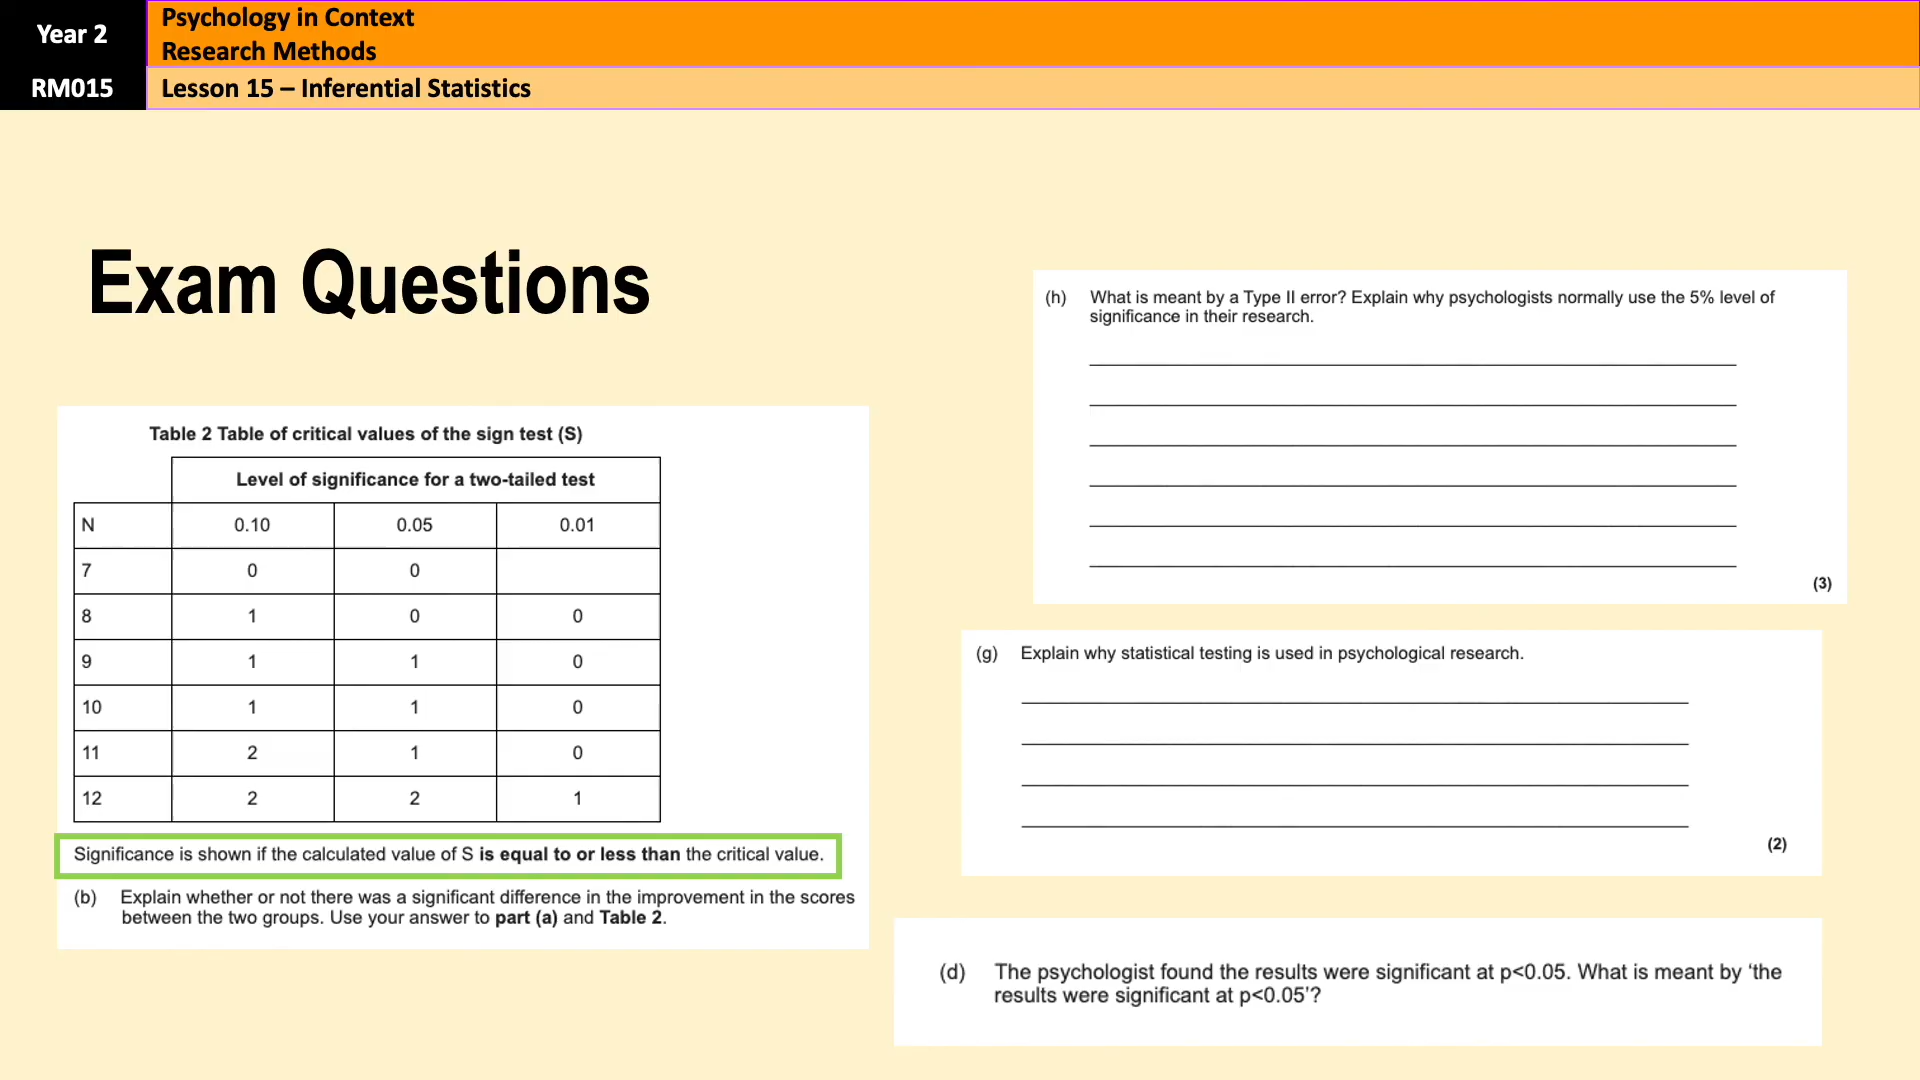 Year 2
Psychology in Context
Research Methods
RM015
Lesson 15 – Inferential Statistics
Exam Questions
Table 2 Table of critical values of the sign test (S)
Level of significance for a two-tailed test
N 0.10 0.05 0.01
7 0 0
8 1 0 0
9 1 1 0
10 1 1 0
11 2 1 0
12 2 2 1
Significance is shown if the calculated value of S is equal to or less than the critical value.
(b) Explain whether or not there was a significant difference in the improvement in the scores
between the two groups. Use your answer to part (a) and Table 2.
(h) What is meant by a Type II error? Explain why psychologists normally use the 5% level of
significance in their research.
(3)
(g) Explain why statistical testing is used in psychological research.
(2)
(d) The psychologist found the results were significant at p<0.05. What is meant by ‘the
results were significant at p<0.05’?